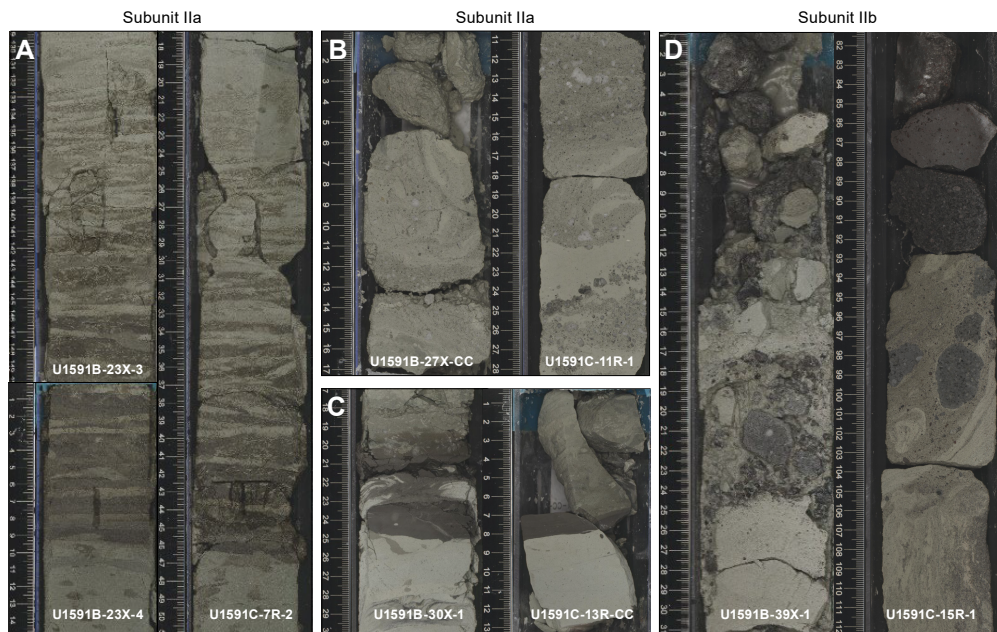 Subunit IIa
Subunit IIa
Subunit IIb
A
B
D
U1591B-23X-3
U1591B-23X-4
U1591C-7R-2
U1591B-27X-CC
U1591C-11R-1
C
U1591B-30X-1
U1591C-13R-CC
U1591B-39X-1
U1591C-15R-1